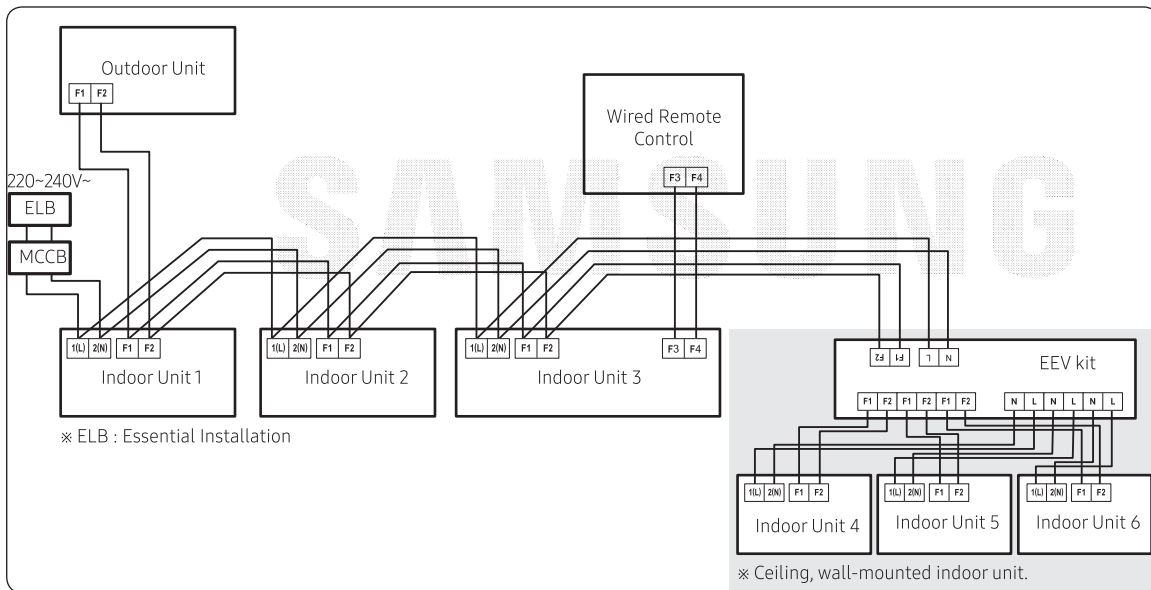 Outdoor Unit
F1 F2
Wired Remote
Control
F3 F4
SAMSUNG
220~240V~
ELB
MCCB
1(L) 2(N) F1 F2
Indoor Unit 1
1(L) 2(N) F1 F2
Indoor Unit 2
1(L) 2(N) F1 F2 F3 F4
Indoor Unit 3
F2 F1 L N
EEV kit
F1 F2 F1 F2 F1 F2 N L N L N L
※ ELB : Essential Installation
1(L) 2(N) F1 F2
Indoor Unit 4
1(L) 2(N) F1 F2
Indoor Unit 5
1(L) 2(N) F1 F2
Indoor Unit 6
※ Ceiling, wall-mounted indoor unit.